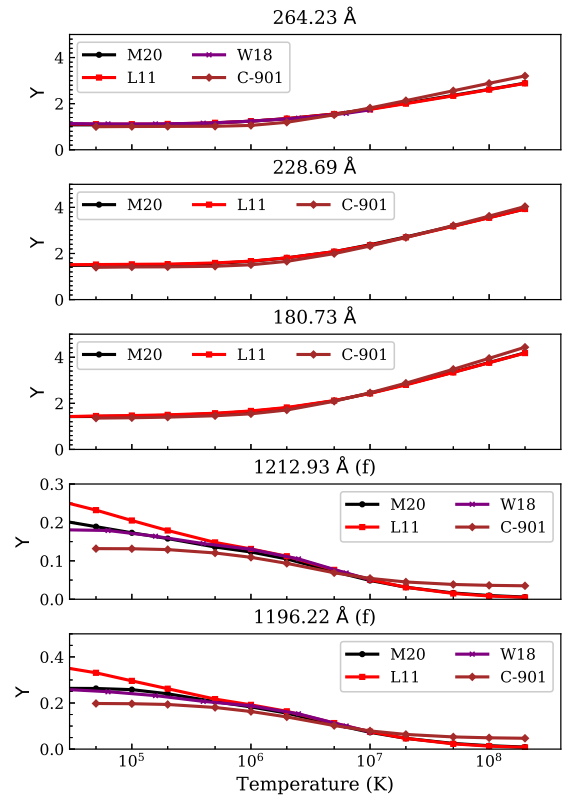 264.23 Å
M20 W18
L11 C-901
4
2
0
Y
228.69 Å
M20 L11 C-901
4
2
0
Y
180.73 Å
M20 L11 C-901
4
2
0
Y
1212.93 Å (f)
M20 W18
L11 C-901
0.3
0.2
0.1
0.0
Y
1196.22 Å (f)
M20 W18
L11 C-901
0.4
0.2
0.0
Y
10^5 10^6 10^7 10^8
Temperature (K)